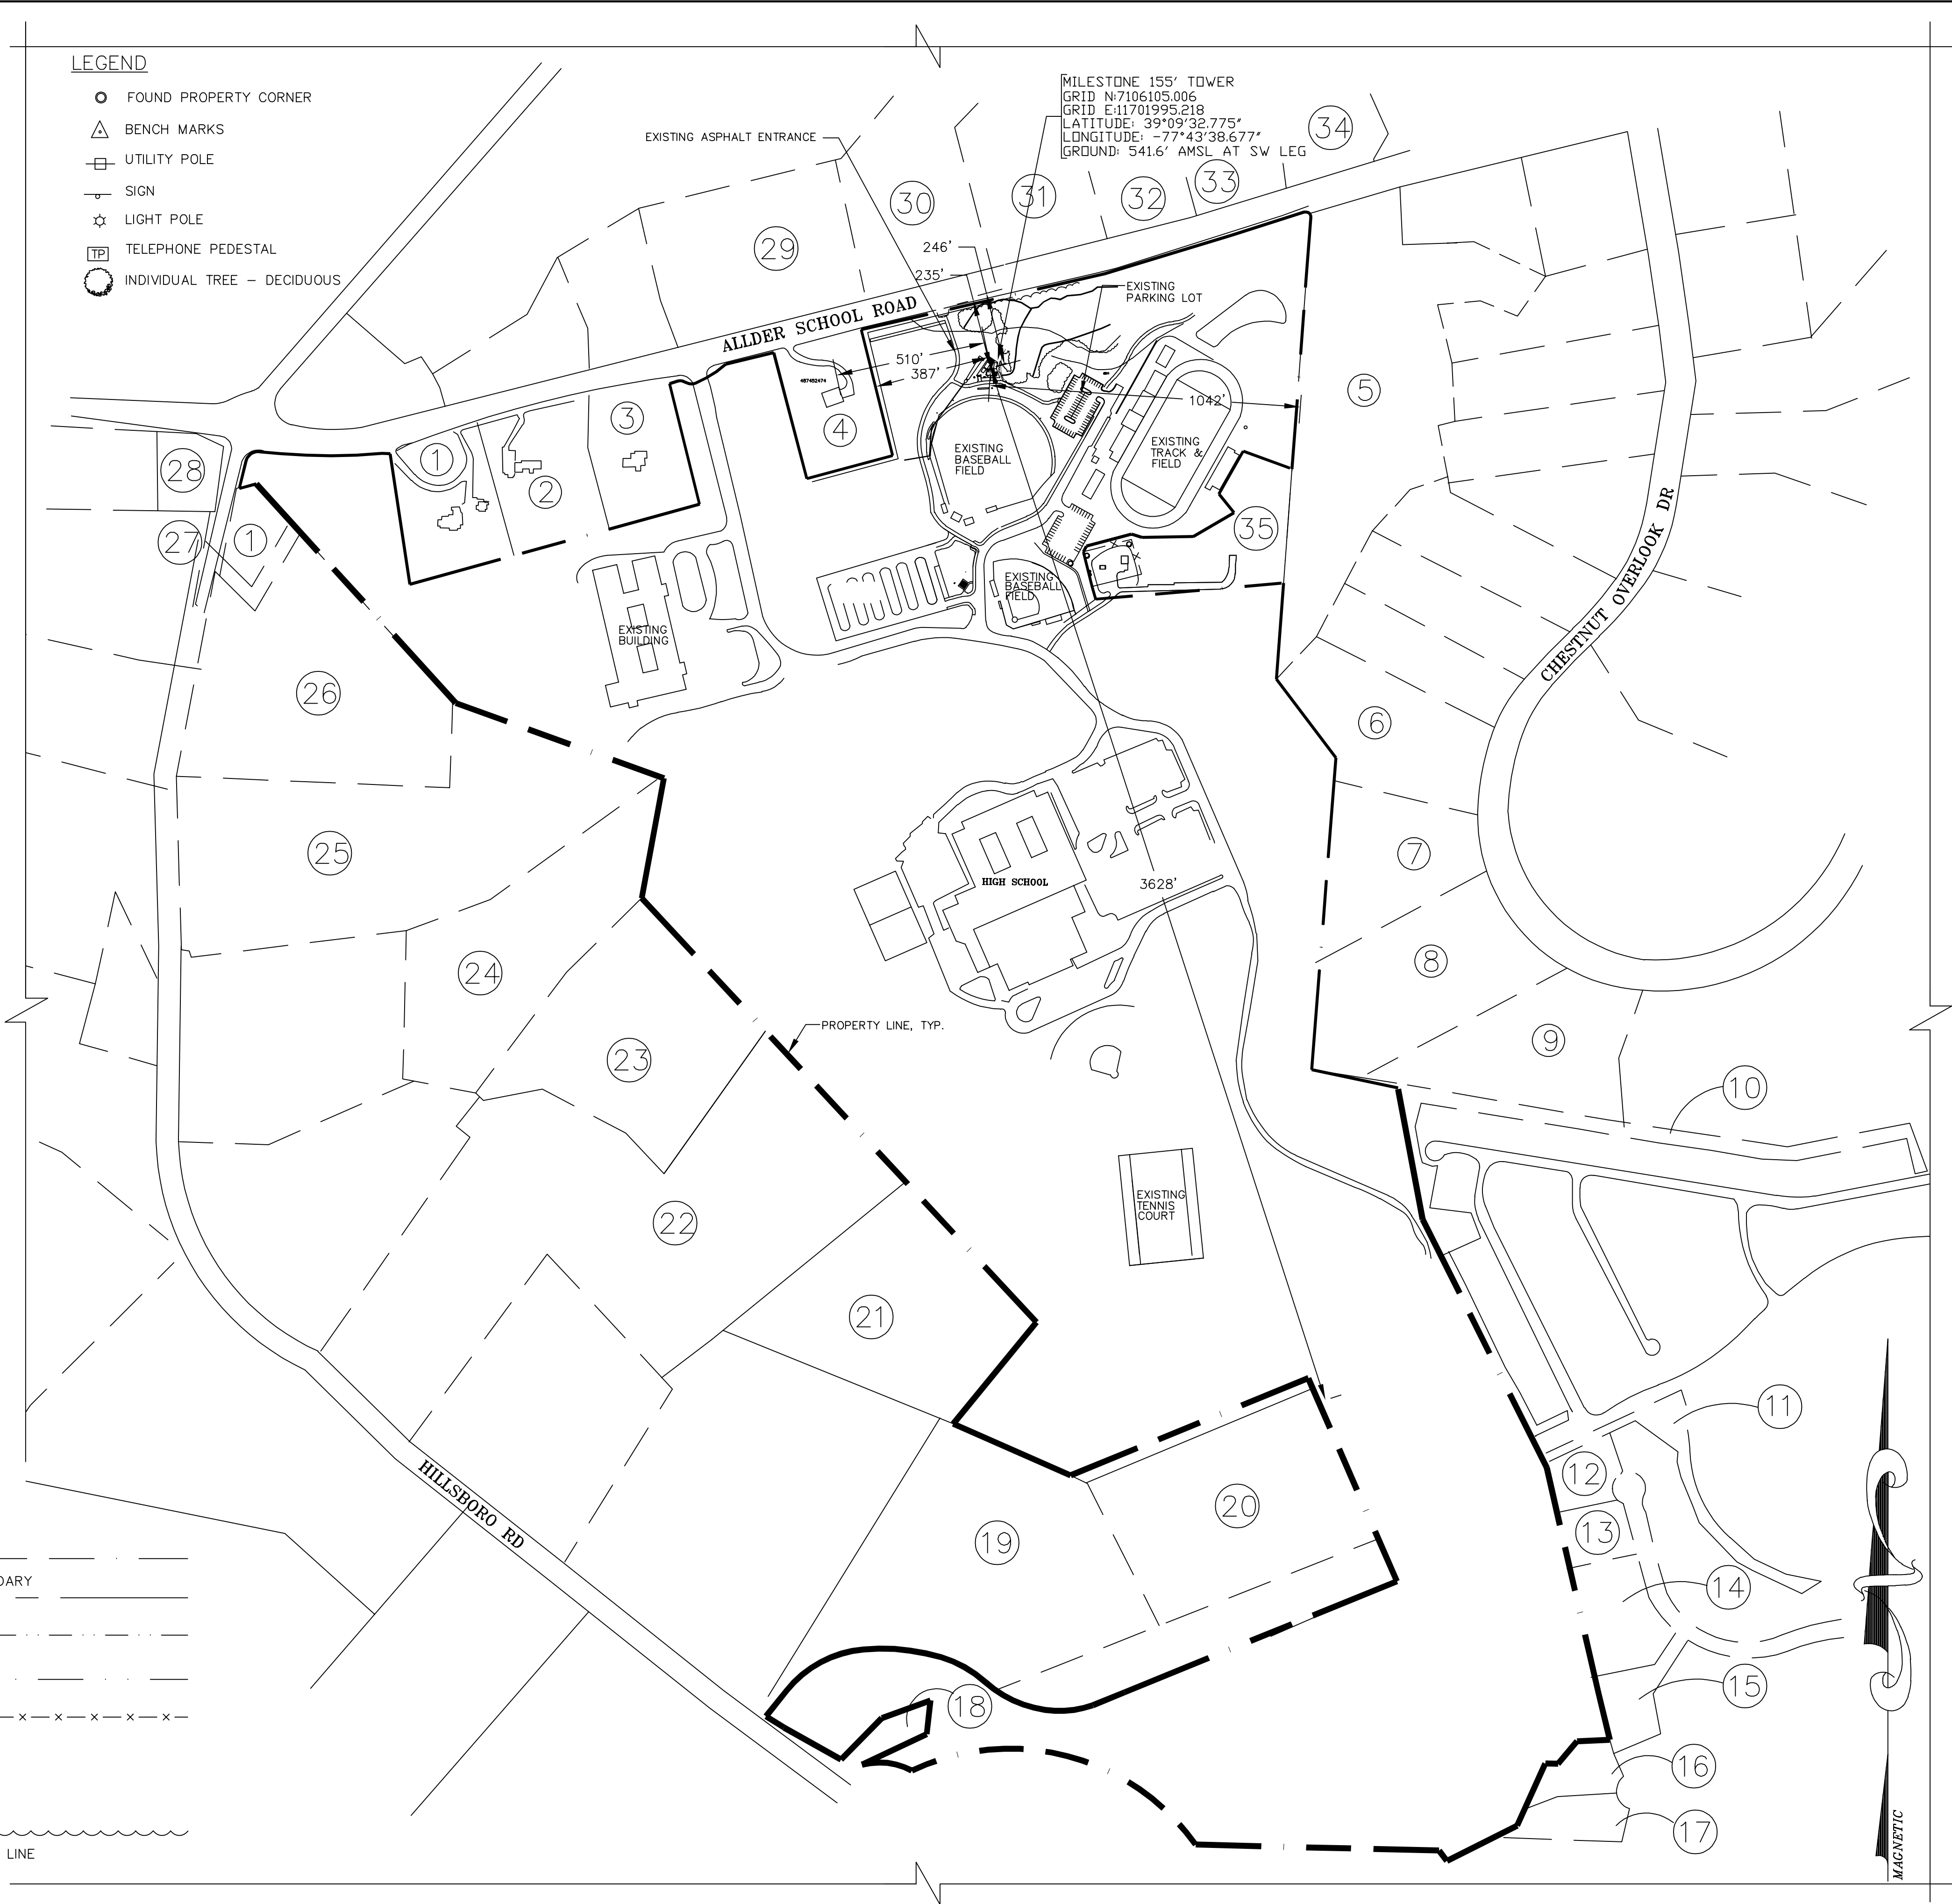 LEGEND
FOUND PROPERTY CORNER
BENCH MARKS
UTILITY POLE
SIGN
LIGHT POLE
TP
TELEPHONE PEDESTAL
INDIVIDUAL TREE – DECIDUOUS
MILESTONE 155' TOWER
GRID N:7106105.006
GRID E:11701995.218
LATITUDE: 39°09'32.775"
LONGITUDE: -77°43'38.677"
GROUND: 541.6' AMSL AT SW LEG
EXISTING ASPHALT ENTRANCE
34
33
32
31
30
29
246'
235'
EXISTING
PARKING LOT
ALLDER SCHOOL ROAD
510'
387'
487452474
1042'
1
2
3
4
5
EXISTING
BASEBALL
FIELD
EXISTING
TRACK &
FIELD
28
27
1
35
EXISTING
BASEBALL
FIELD
EXISTING
BUILDING
CHESTNUT OVERLOOK DR
26
6
25
7
HIGH SCHOOL
3628'
24
8
PROPERTY LINE, TYP.
23
9
10
EXISTING
TENNIS
COURT
22
21
11
12
HILLSBORO RD
20
19
13
14
DARY
18
15
16
17
LINE
MAGNETIC